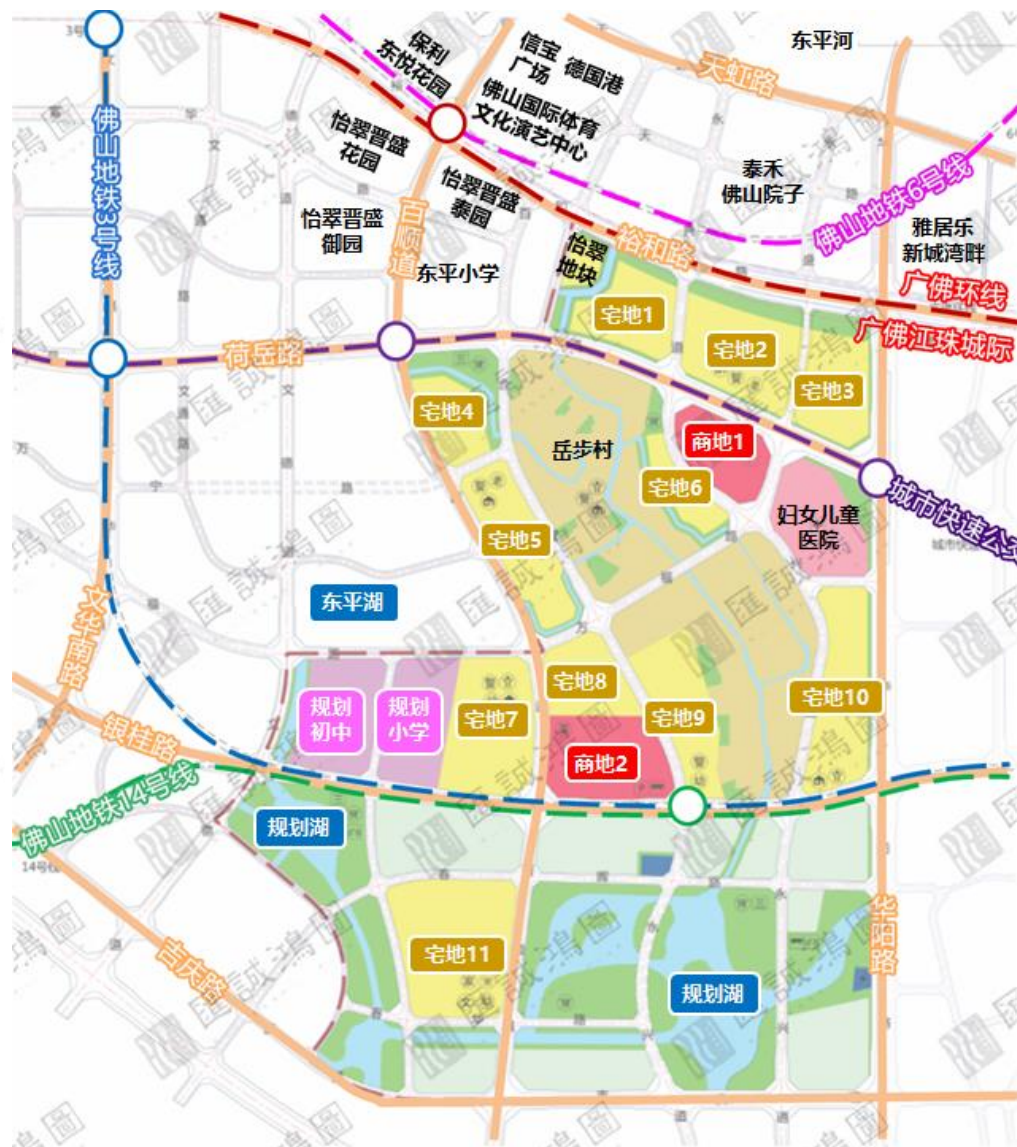 3号
东平河
天虹路
保利
东悦花园
信宝
广场
德国港
佛山国际体育
文化演艺中心
佛山地铁3号线
怡翠晋盛
花园
怡翠晋盛
泰园
泰禾
佛山院子
佛山地铁6号线
怡翠晋盛
御园
百顺道
东平小学
怡翠
地块
裕和路
雅居乐
新城湾畔
广佛环线
广佛江珠城际
荷岳路
宅地1
宅地2
宅地3
宅地4
商地1
岳步村
宅地6
妇女儿童
医院
城市快速公交
宅地5
东平湖
文华南路
宅地8
宅地10
规划
初中
规划
小学
宅地7
宅地9
银桂路
商地2
佛山地铁14号线
规划湖
14号线
吉庆路
宅地11
规划湖
华阳路
匯誠鴻圖